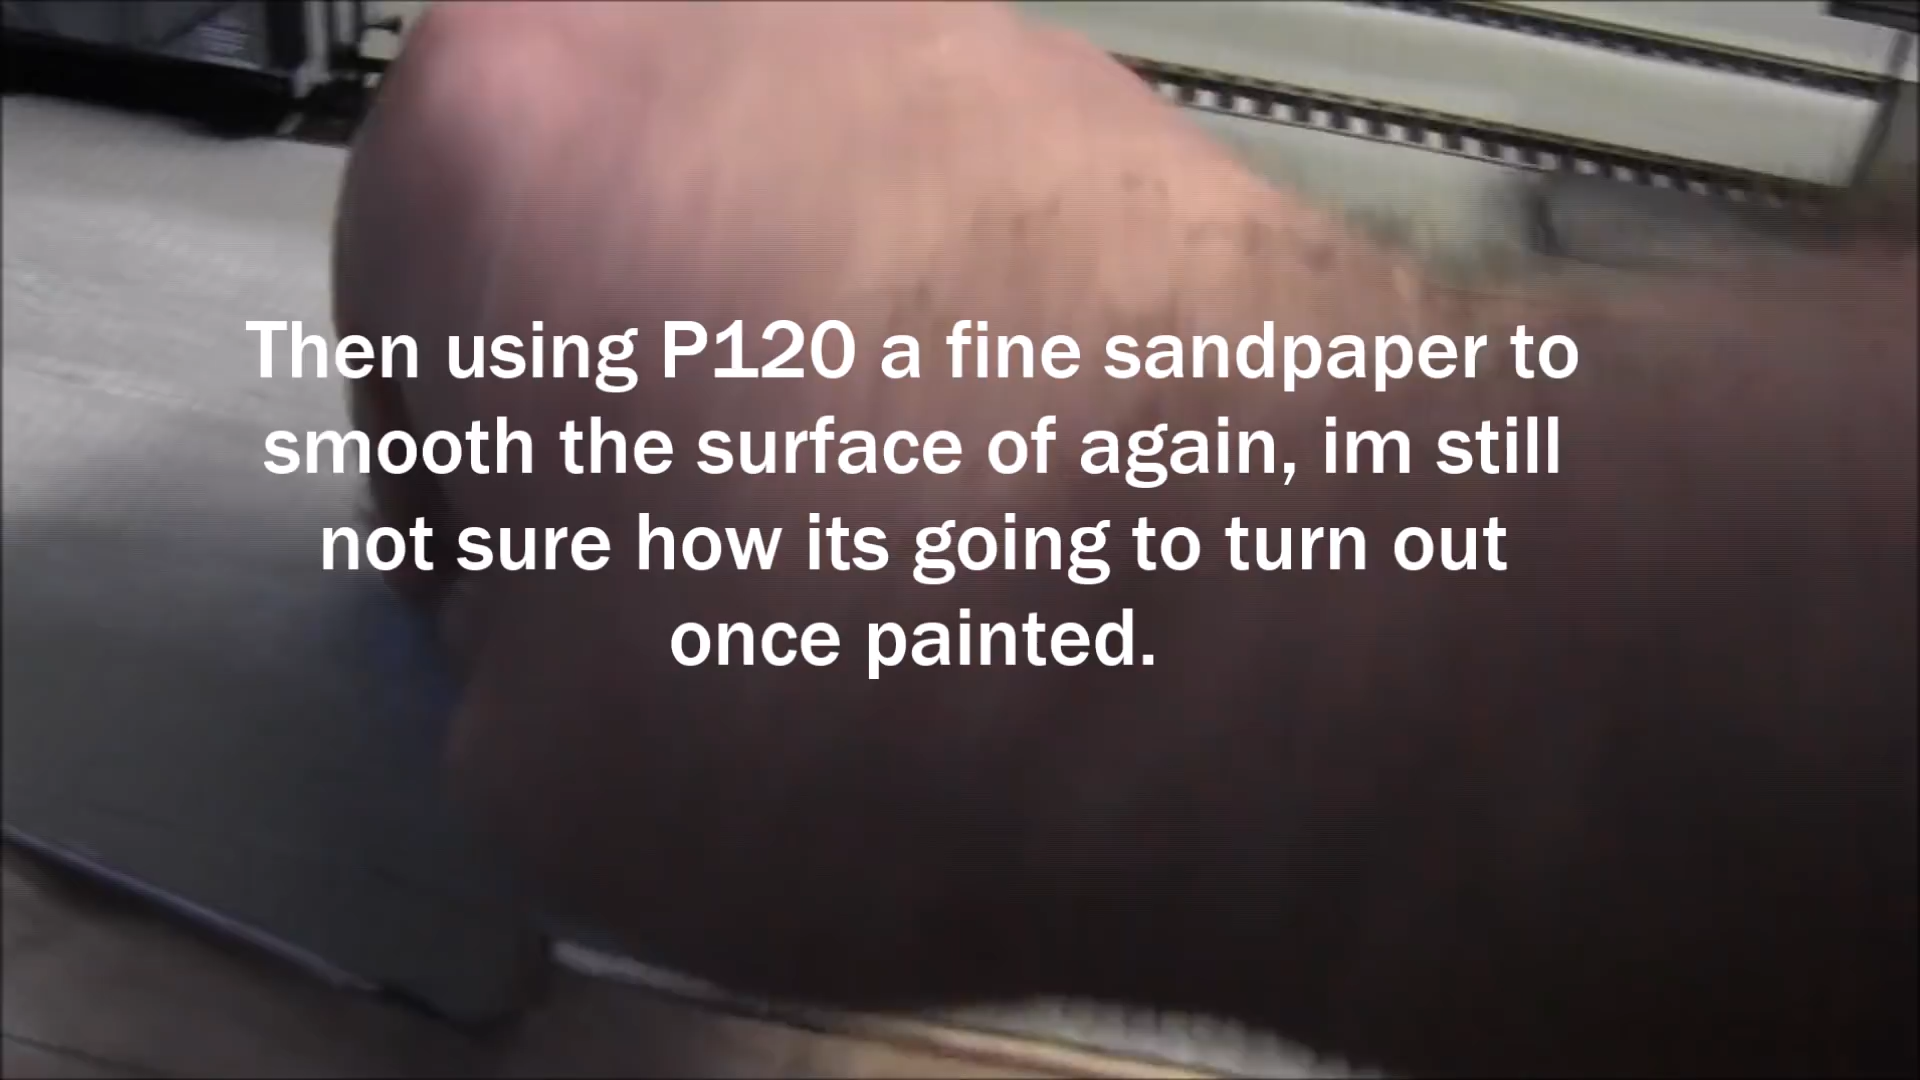 Then using P120 a fine sandpaper to
smooth the surface of again, im still
not sure how its going to turn out
once painted.